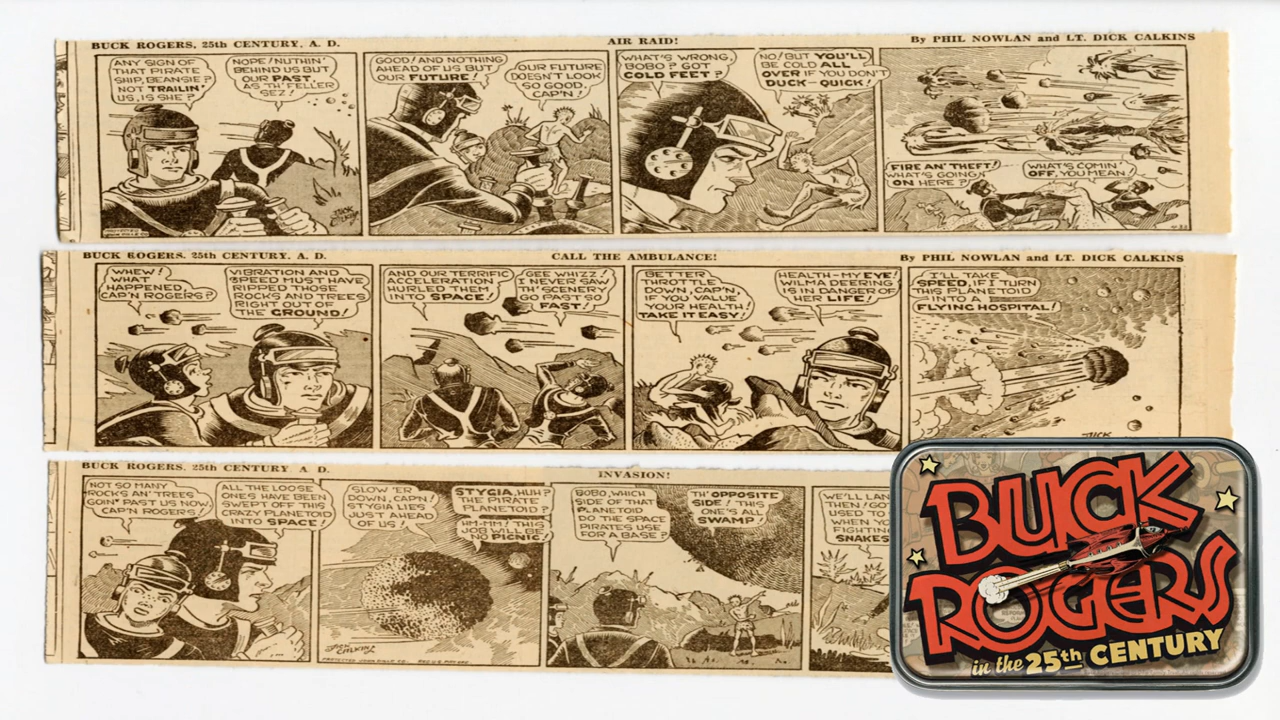 BUCK ROGERS, 25th CENTURY, A. D.
AIR RAID!
By PHIL NOWLAN and LT. DICK CALKINS
ANY SIGN OF
THAT PIRATE
SHIP, BEANSIE?
NOT TRAILIN'
US, IS SHE?
NOPE! NUTHIN'
BEHIND US BUT
OUR PAST,
AS TH' FELLER
SEZ!
GOOD! AND NOTHING
AHEAD OF US BUT
OUR FUTURE!
OUR FUTURE
DOESN'T LOOK
SO GOOD,
CAP'N!
WHAT'S WRONG,
BOBO? GOT
COLD FEET?
NO! BUT YOU'LL
BE COLD ALL
OVER IF YOU DON'T
DUCK-QUICK!
FIRE AN' THEFT!
WHAT'S GOING
ON HERE?
WHAT'S COMIN'
OFF, YOU MEAN!
BUCK ROGERS, 25th CENTURY, A. D.
CALL THE AMBULANCE!
By PHIL NOWLAN and LT. DICK CALKINS
WHEW!
WHAT
HAPPENED,
CAP'N ROGERS?
VIBRATION AND
SPEED MUST HAVE
RIPPED THOSE
ROCKS AND TREES
RIGHT OUT OF
THE GROUND!
AND OUR TERRIFIC
ACCELERATION
HURLED THEM
INTO SPACE!
GEE WHIZZ!
I NEVER SAW
TH' SCENERY
GO PAST SO
FAST!
BETTER
THROTTLE
DOWN, CAP'N,
IF YOU VALUE
YOUR HEALTH!
TAKE IT EASY!
HEALTH-MY EYE!
WILMA DEERING
IS IN DANGER OF
HER LIFE!
I'LL TAKE
SPEED, IF I TURN
THIS PLANETOID
INTO A
FLYING HOSPITAL!
BUCK ROGERS, 25th CENTURY, A. D.
INVASION!
NOT SO MANY
ROCKS AN' TREES
GOIN' PAST US NOW,
CAP'N ROGERS!
ALL THE LOOSE
ONES HAVE BEEN
SWEPT OFF THIS
CRAZY PLANETOID
INTO SPACE!
SLOW 'ER
DOWN, CAP'N!
STYGIA LIES
JUST AHEAD
OF US!
STYGIA, HUH?
THE PIRATE
PLANETOID?
HM-MM! THIS
JOB WILL BE
NO PICNIC!
BOBO, WHICH
SIDE OF THAT
PLANETOID
DO THE SPACE
PIRATES USE
FOR A BASE?
TH' OPPOSITE
SIDE! THIS
ONE'S ALL
SWAMP!
WE'LL LAN
THEN! GOT
USED TO
WHEN YO
FIGHTING
SNAKES
DICK
CALKINS
BUCK
ROGERS
in the 25th CENTURY